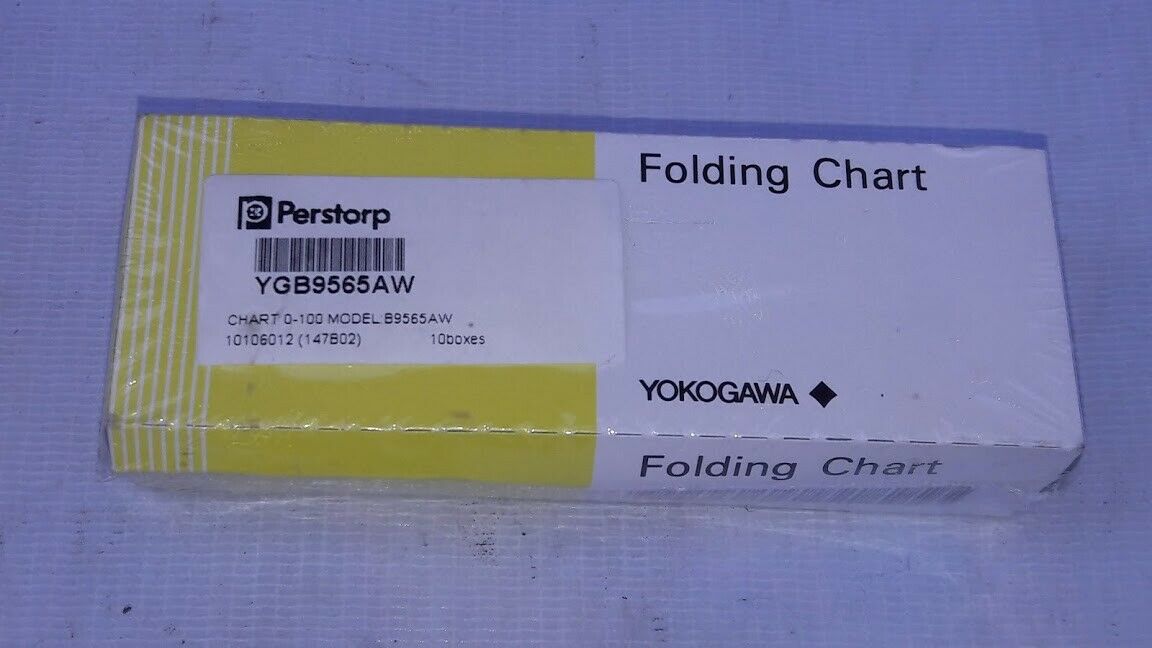 Folding Chart
Perstorp
YGB9565AW
CHART 0-100 MODEL:B9565AW
10106012 (147B02) 10boxes
YOKOGAWA
Folding Chart